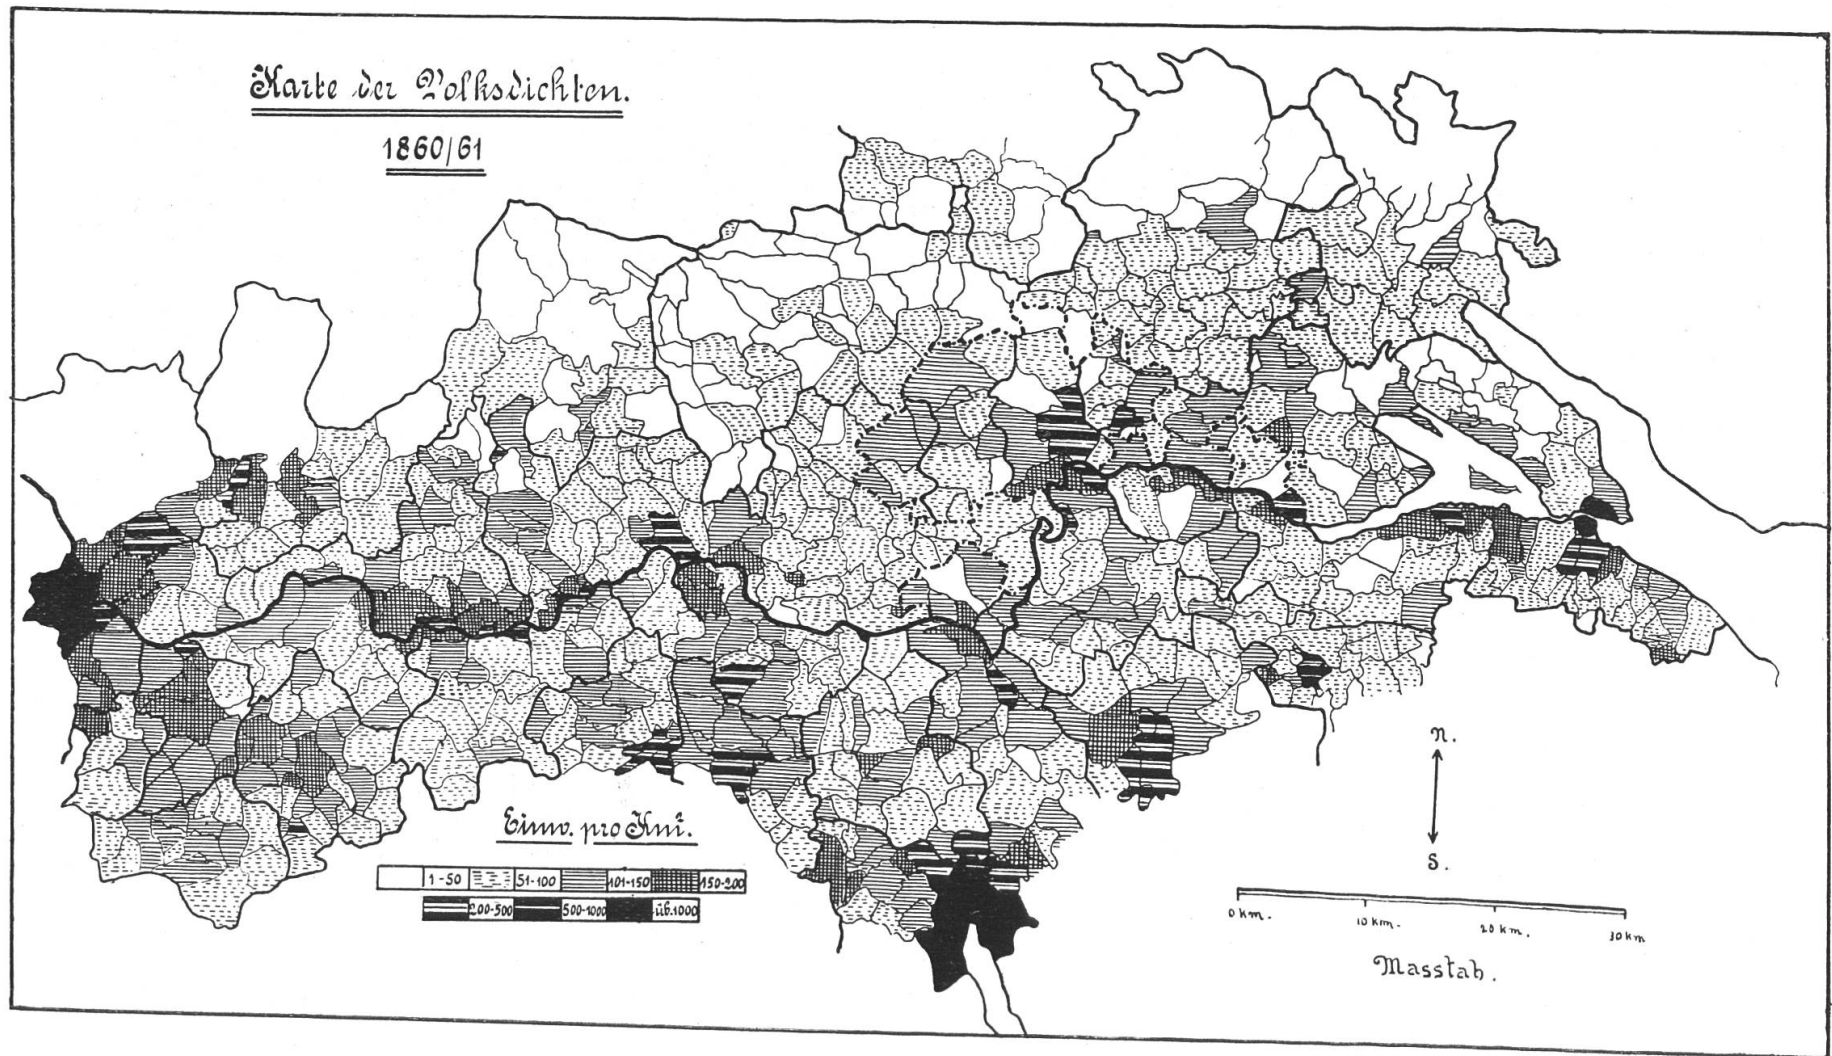 Karte der Volksdichten.
1860/61
n.
S.
Einw. pro Km².
1-50 51-100 101-150 150-200
200-500 500-1000 üb.1000
0 km. 10 km. 20 km. 30 km
Masstab.